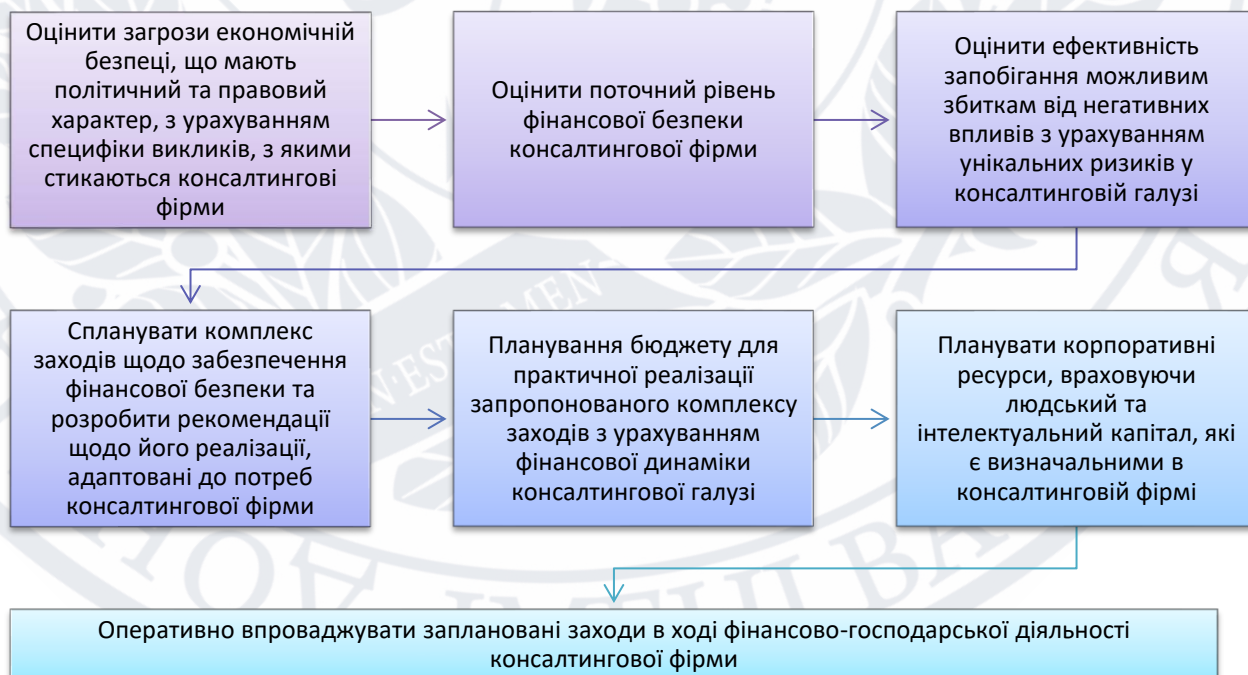 Оцінити загрози економічній
безпеці, що мають
політичний та правовий
характер, з урахуванням
специфіки викликів, з якими
стикаються консалтингові
фірми
Оцінити поточний рівень
фінансової безпеки
консалтингової фірми
Оцінити ефективність
запобігання можливим
збиткам від негативних
впливів з урахуванням
унікальних ризиків у
консалтинговій галузі
Спланувати комплекс
заходів щодо забезпечення
фінансової безпеки та
розробити рекомендації
щодо його реалізації,
адаптовані до потреб
консалтингової фірми
Планування бюджету для
практичної реалізації
запропонованого комплексу
заходів з урахуванням
фінансової динаміки
консалтингової галузі
Планувати корпоративні
ресурси, враховуючи
людський та
інтелектуальний капітал, які
є визначальними в
консалтинговій фірмі
Оперативно впроваджувати заплановані заходи в ході фінансово-господарської діяльності
консалтингової фірми